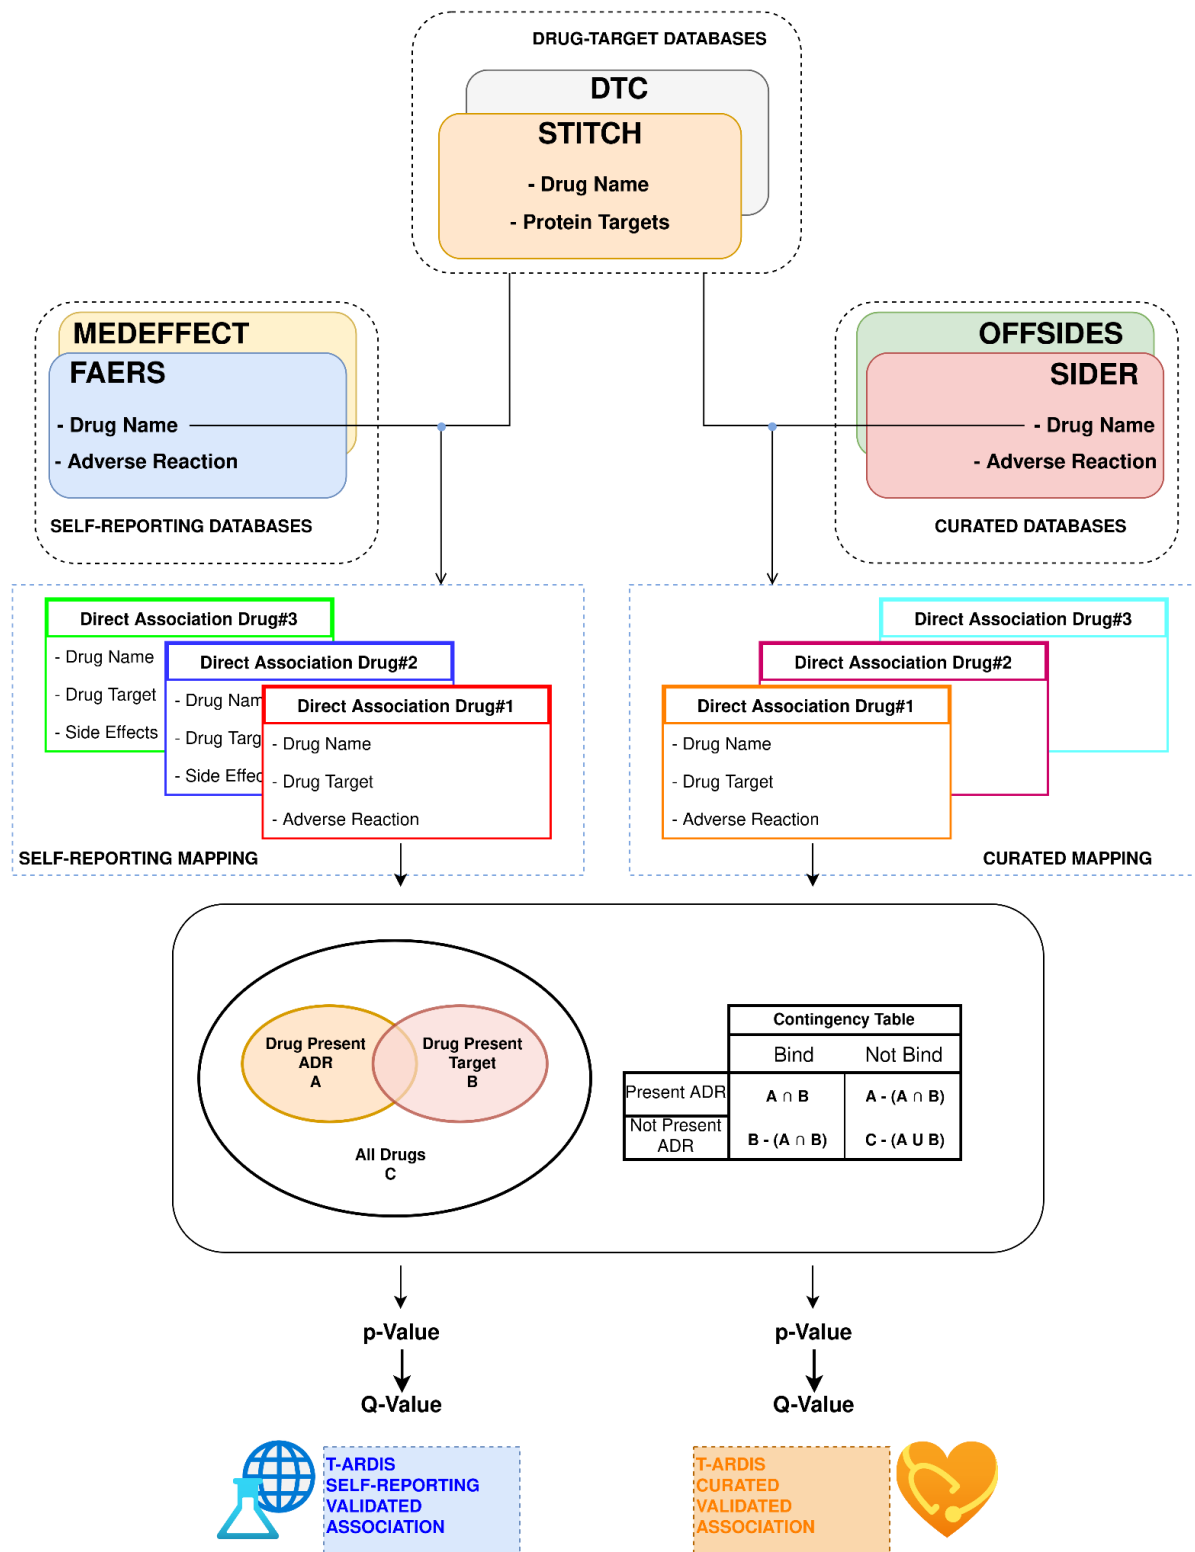 DRUG-TARGET DATABASES
DTC
STITCH
- Drug Name
- Protein Targets
MEDEFFECT
FAERS
- Drug Name
- Adverse Reaction
SELF-REPORTING DATABASES
OFFSIDES
SIDER
- Drug Name
- Adverse Reaction
CURATED DATABASES
Direct Association Drug#3
- Drug Name
- Drug Target
- Side Effects
Direct Association Drug#2
- Drug Nam
- Drug Targ
- Side Effec
Direct Association Drug#1
- Drug Name
- Drug Target
- Adverse Reaction
SELF-REPORTING MAPPING
Direct Association Drug#3
Direct Association Drug#2
Direct Association Drug#1
- Drug Name
- Drug Target
- Adverse Reaction
CURATED MAPPING
Drug Present
ADR
A
Drug Present
Target
B
All Drugs
C
Contingency Table
Bind Not Bind
Present ADR A ∩ B A - (A ∩ B)
Not Present
ADR B - (A ∩ B) C - (A U B)
p-Value
Q-Value
p-Value
Q-Value
T-ARDIS
SELF-REPORTING
VALIDATED
ASSOCIATION
T-ARDIS
CURATED
VALIDATED
ASSOCIATION